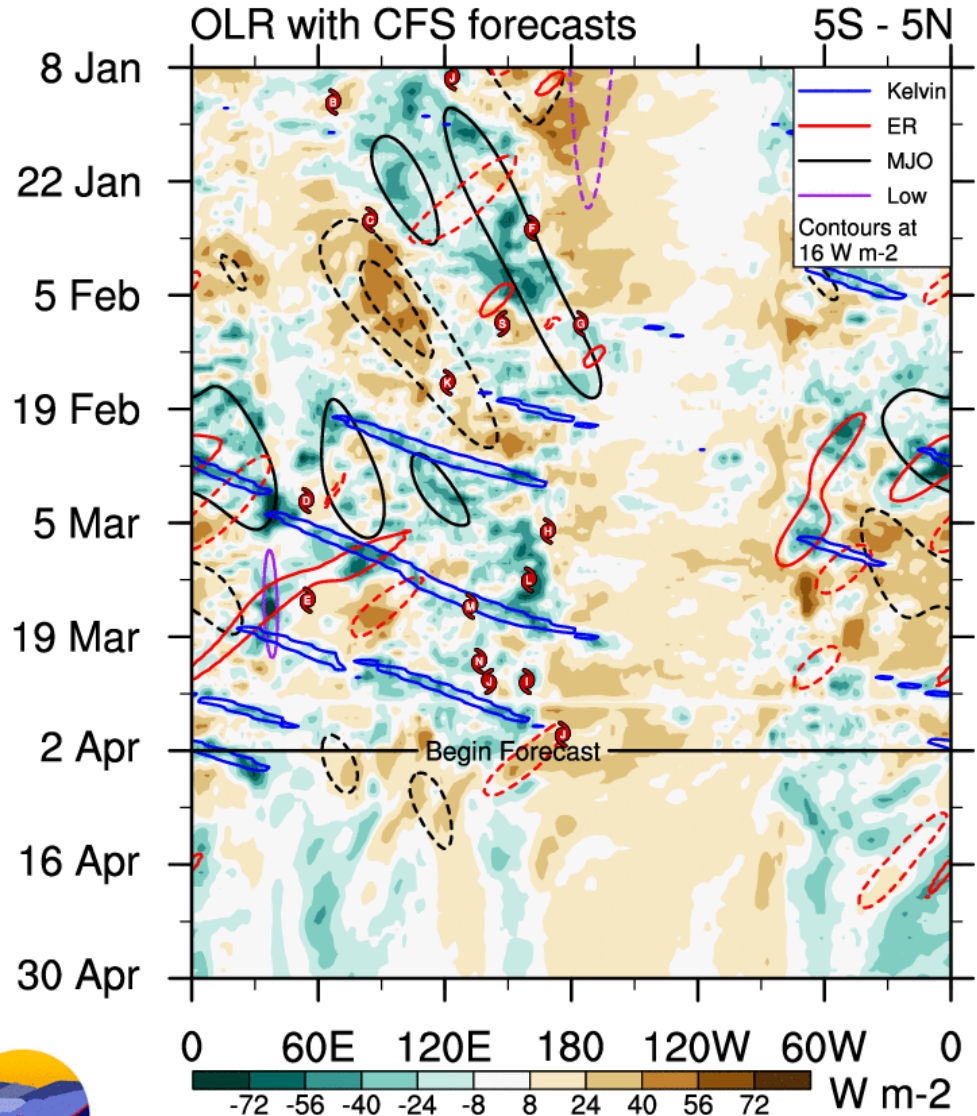 OLR with CFS forecasts 5S - 5N
8 Jan
22 Jan
5 Feb
19 Feb
5 Mar
19 Mar
2 Apr
16 Apr
30 Apr
Kelvin
ER
MJO
Low
Contours at
16 W m-2
J
B
C
F
S
G
K
D
H
L
E
M
N
J
I
J
Begin Forecast
0 60E 120E 180 120W 60W 0
-72 -56 -40 -24 -8 8 24 40 56 72 W m-2